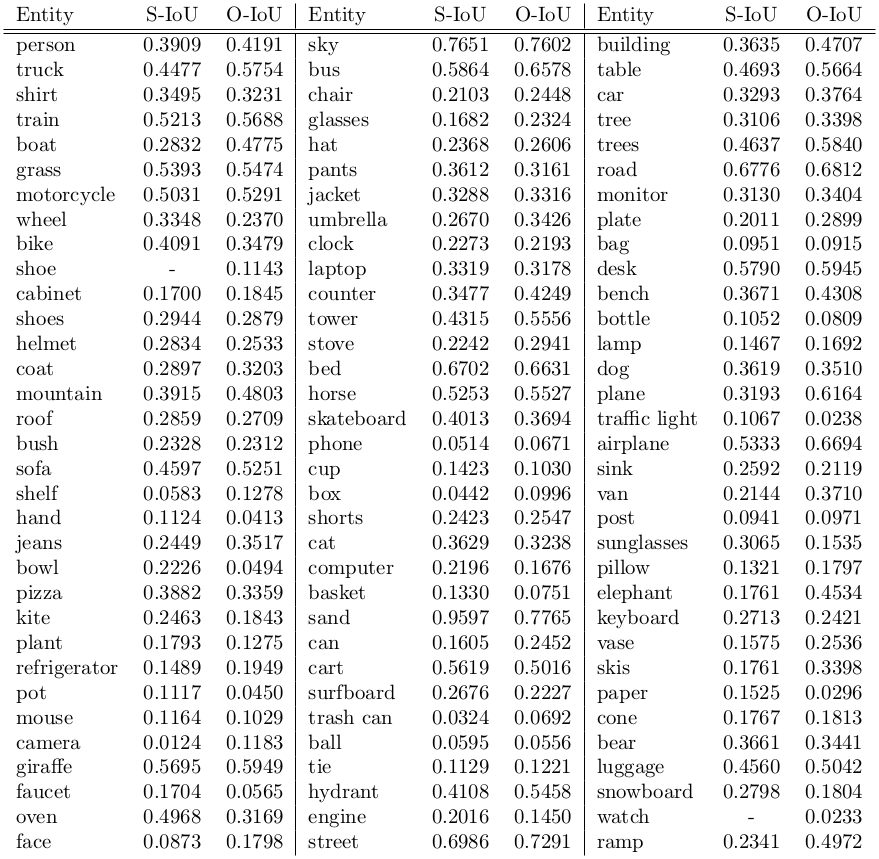 Entity S-IoU O-IoU Entity S-IoU O-IoU Entity S-IoU O-IoU
person 0.3909 0.4191 sky 0.7651 0.7602 building 0.3635 0.4707
truck 0.4477 0.5754 bus 0.5864 0.6578 table 0.4693 0.5664
shirt 0.3495 0.3231 chair 0.2103 0.2448 car 0.3293 0.3764
train 0.5213 0.5688 glasses 0.1682 0.2324 tree 0.3106 0.3398
boat 0.2832 0.4775 hat 0.2368 0.2606 trees 0.4637 0.5840
grass 0.5393 0.5474 pants 0.3612 0.3161 road 0.6776 0.6812
motorcycle 0.5031 0.5291 jacket 0.3288 0.3316 monitor 0.3130 0.3404
wheel 0.3348 0.2370 umbrella 0.2670 0.3426 plate 0.2011 0.2899
bike 0.4091 0.3479 clock 0.2273 0.2193 bag 0.0951 0.0915
shoe - 0.1143 laptop 0.3319 0.3178 desk 0.5790 0.5945
cabinet 0.1700 0.1845 counter 0.3477 0.4249 bench 0.3671 0.4308
shoes 0.2944 0.2879 tower 0.4315 0.5556 bottle 0.1052 0.0809
helmet 0.2834 0.2533 stove 0.2242 0.2941 lamp 0.1467 0.1692
coat 0.2897 0.3203 bed 0.6702 0.6631 dog 0.3619 0.3510
mountain 0.3915 0.4803 horse 0.5253 0.5527 plane 0.3193 0.6164
roof 0.2859 0.2709 skateboard 0.4013 0.3694 traffic light 0.1067 0.0238
bush 0.2328 0.2312 phone 0.0514 0.0671 airplane 0.5333 0.6694
sofa 0.4597 0.5251 cup 0.1423 0.1030 sink 0.2592 0.2119
shelf 0.0583 0.1278 box 0.0442 0.0996 van 0.2144 0.3710
hand 0.1124 0.0413 shorts 0.2423 0.2547 post 0.0941 0.0971
jeans 0.2449 0.3517 cat 0.3629 0.3238 sunglasses 0.3065 0.1535
bowl 0.2226 0.0494 computer 0.2196 0.1676 pillow 0.1321 0.1797
pizza 0.3882 0.3359 basket 0.1330 0.0751 elephant 0.1761 0.4534
kite 0.2463 0.1843 sand 0.9597 0.7765 keyboard 0.2713 0.2421
plant 0.1793 0.1275 can 0.1605 0.2452 vase 0.1575 0.2536
refrigerator 0.1489 0.1949 cart 0.5619 0.5016 skis 0.1761 0.3398
pot 0.1117 0.0450 surfboard 0.2676 0.2227 paper 0.1525 0.0296
mouse 0.1164 0.1029 trash can 0.0324 0.0692 cone 0.1767 0.1813
camera 0.0124 0.1183 ball 0.0595 0.0556 bear 0.3661 0.3441
giraffe 0.5695 0.5949 tie 0.1129 0.1221 luggage 0.4560 0.5042
faucet 0.1704 0.0565 hydrant 0.4108 0.5458 snowboard 0.2798 0.1804
oven 0.4968 0.3169 engine 0.2016 0.1450 watch - 0.0233
face 0.0873 0.1798 street 0.6986 0.7291 ramp 0.2341 0.4972